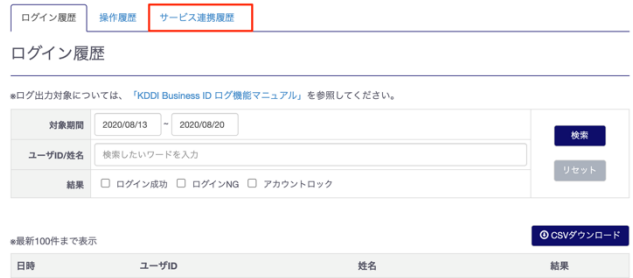 ログイン履歴 操作履歴 サービス連携履歴
ログイン履歴
※ログ出力対象については、「KDDI Business ID ログ機能マニュアル」を参照してください。
対象期間 2020/08/13 ~ 2020/08/20
検索
ユーザID/姓名 検索したいワードを入力
リセット
結果 ログイン成功 ログインNG アカウントロック
CSVダウンロード
※最新100件まで表示
日時 ユーザID 姓名 結果